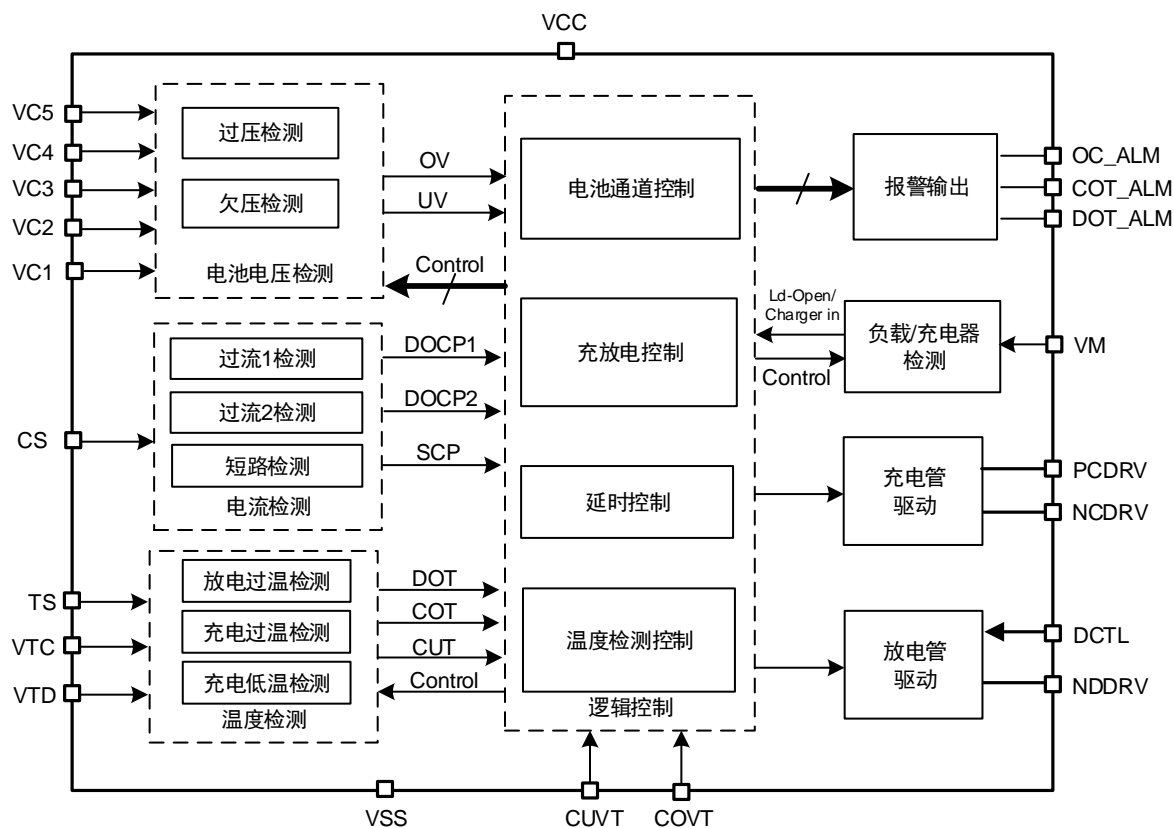 VCC
VC5
VC4
VC3
VC2
VC1
过压检测
欠压检测
电池电压检测
OV
UV
Control
电池通道控制
报警输出
OC_ALM
COT_ALM
DOT_ALM
CS
过流1检测
过流2检测
短路检测
电流检测
DOCP1
DOCP2
SCP
充放电控制
Ld-Open/
Charger in
Control
负载/充电器
检测
VM
延时控制
充电管
驱动
PCDRV
NCDRV
TS
VTC
VTD
放电过温检测
充电过温检测
充电低温检测
温度检测
DOT
COT
CUT
Control
温度检测控制
逻辑控制
放电管
驱动
DCTL
NDDRV
VSS
CUVT
COVT